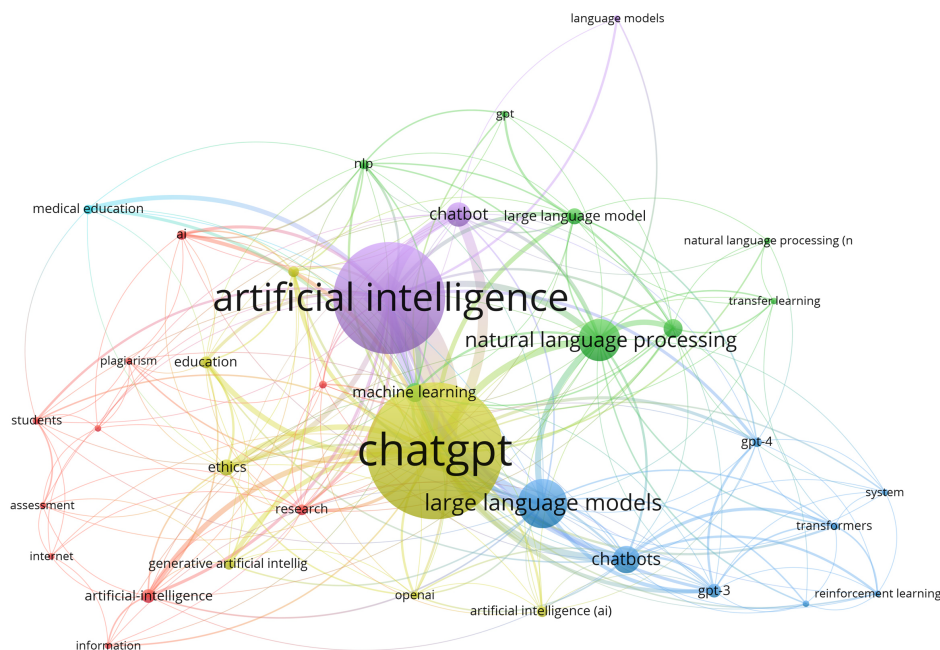 language models
gpt
nlp
medical education
chatbot
large language model
ai
natural language processing (n
artificial intelligence
transfer learning
natural language processing
plagiarism
education
machine learning
students
gpt-4
chatgpt
ethics
system
large language models
assessment
research
transformers
internet
generative artificial intellig
chatbots
artificial-intelligence
openai
gpt-3
reinforcement learning
artificial intelligence (ai)
information